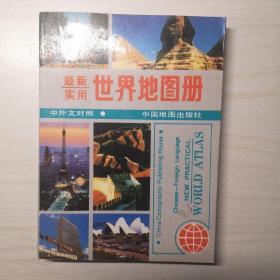 最新
实用
世界地图册
中外文对照 ● 中国地图出版社
● China Cartographic Publishing House ●
Chinese-Foreign Language
NEW PRACTICAL
WORLD ATLAS